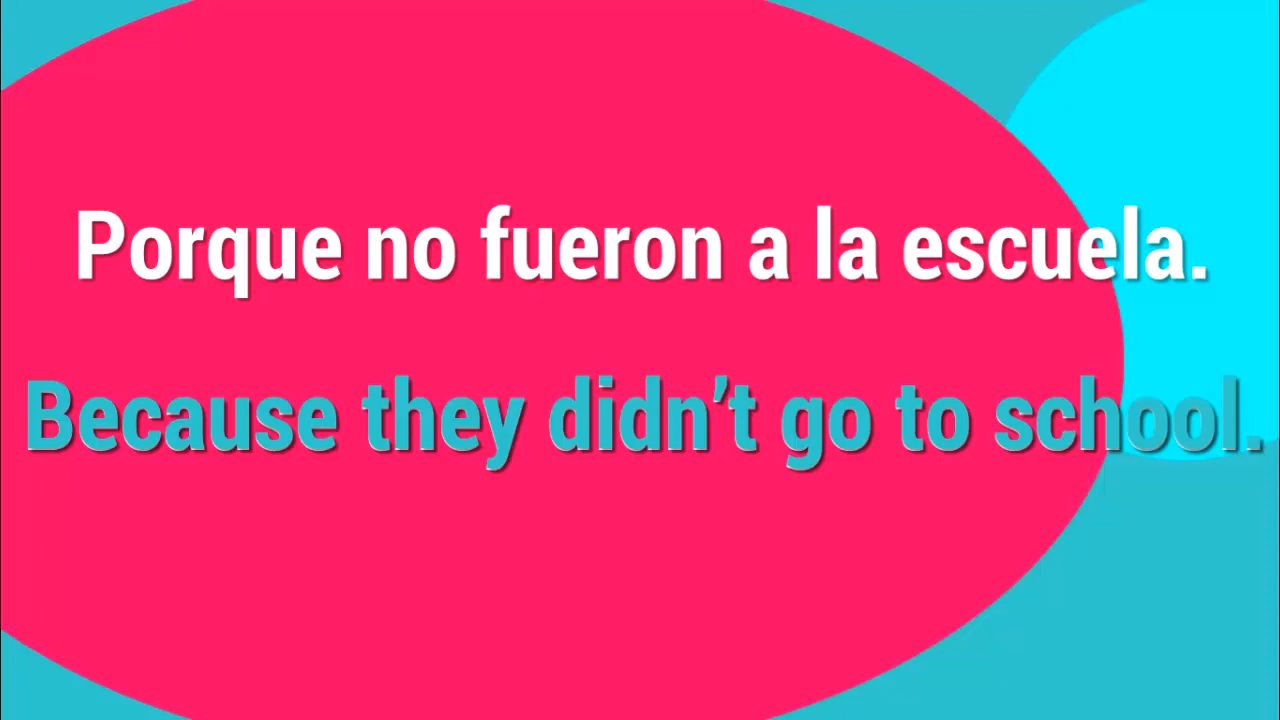 Porque no fueron a la escuela.
Because they didn’t go to school.